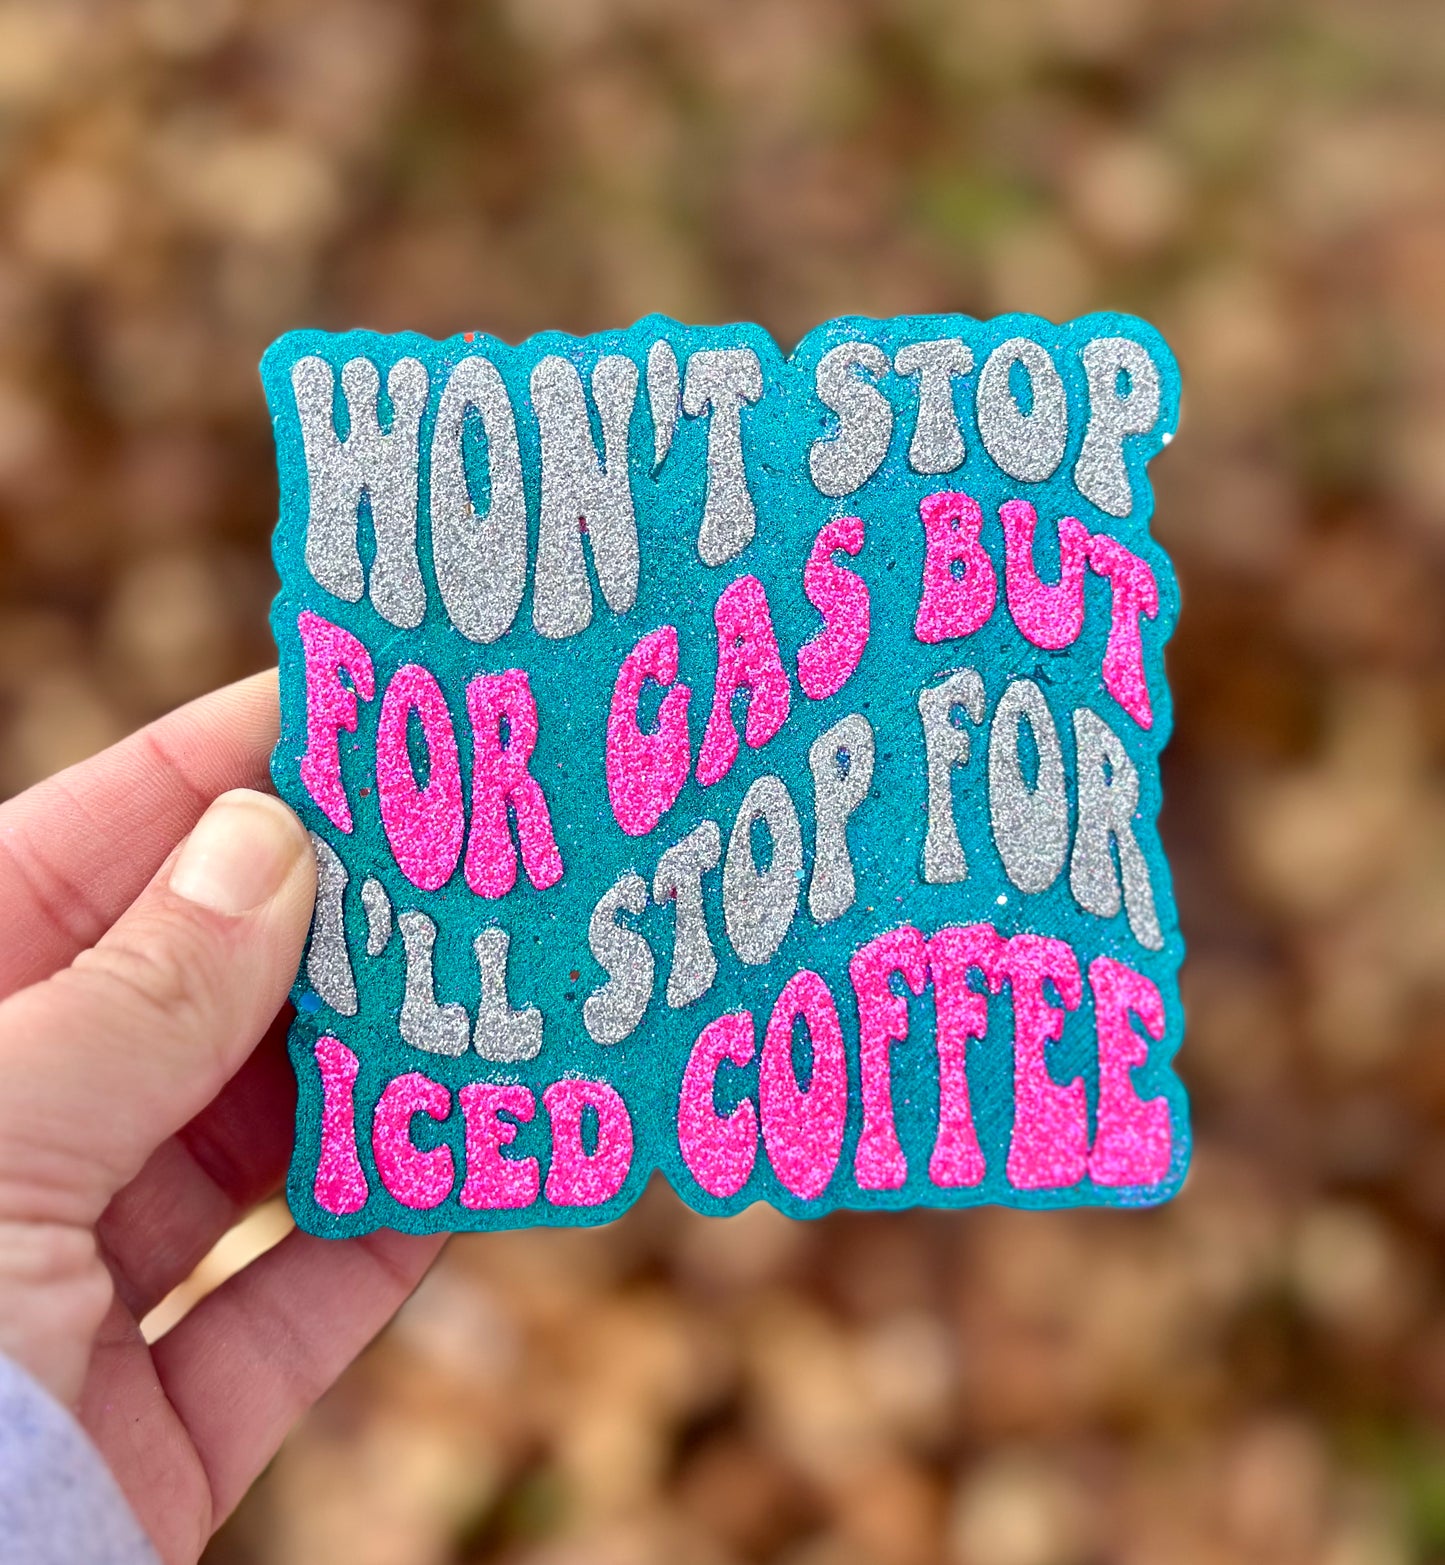 WON'T STOP
FOR GAS BUT
I'LL STOP FOR
ICED COFFEE